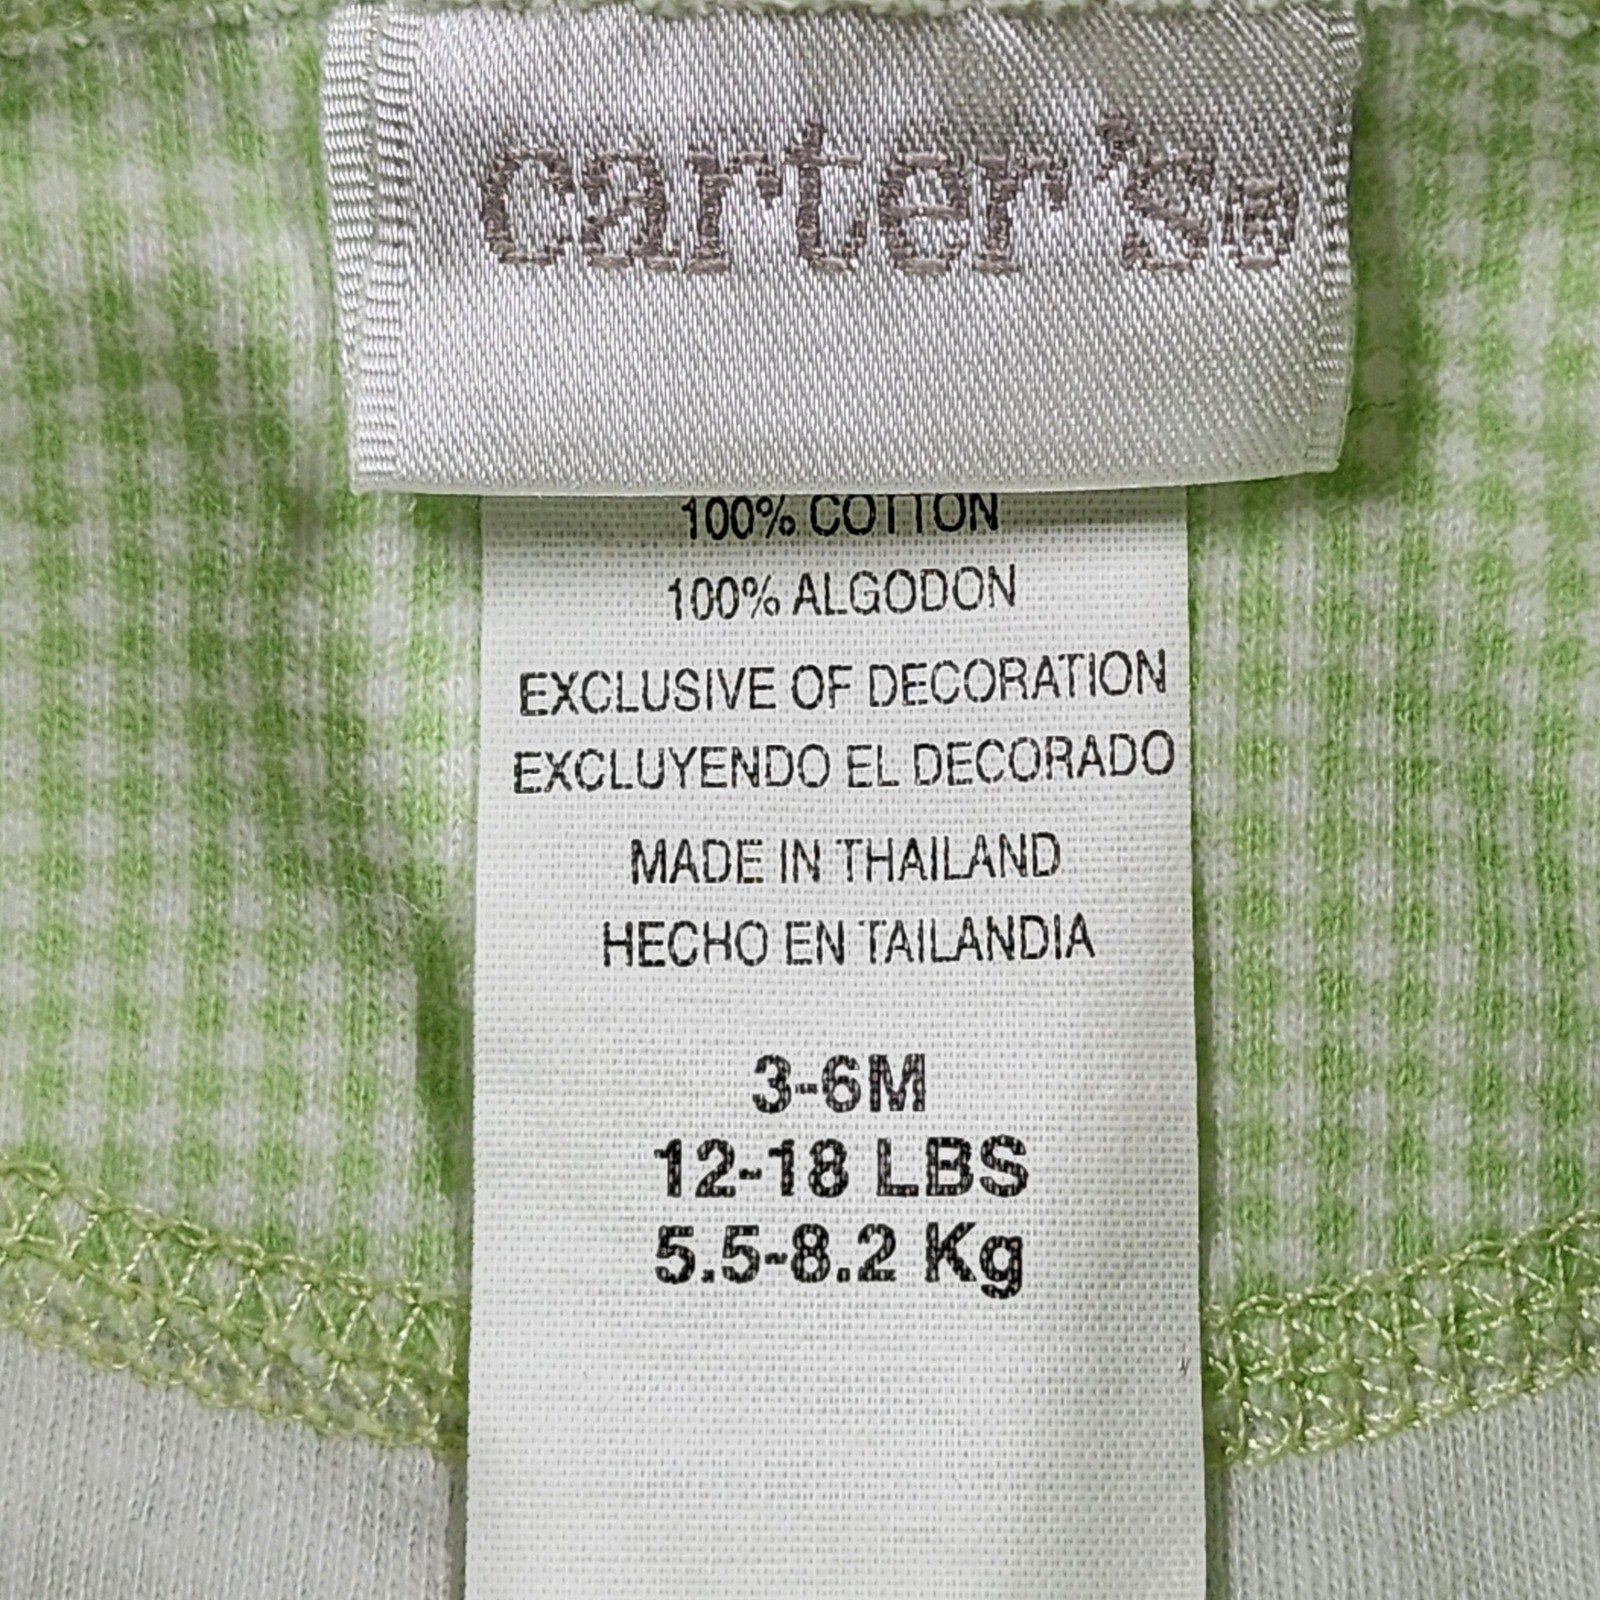 carter's®
100% COTTON
100% ALGODON
EXCLUSIVE OF DECORATION
EXCLUYENDO EL DECORADO
MADE IN THAILAND
HECHO EN TAILANDIA
3-6M
12-18 LBS
5.5-8.2 Kg